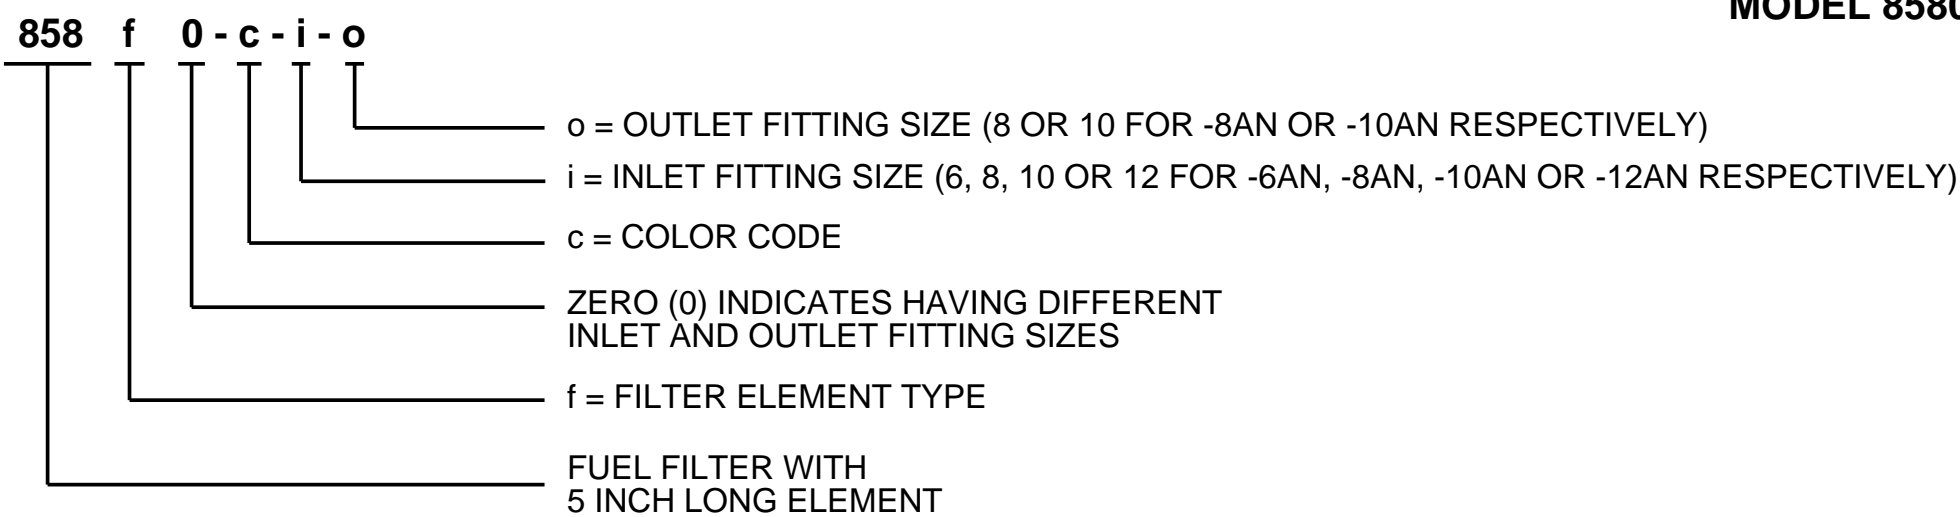 MODEL 8580
858 f 0 - c - i - o
o = OUTLET FITTING SIZE (8 OR 10 FOR -8AN OR -10AN RESPECTIVELY)
i = INLET FITTING SIZE (6, 8, 10 OR 12 FOR -6AN, -8AN, -10AN OR -12AN RESPECTIVELY)
c = COLOR CODE
ZERO (0) INDICATES HAVING DIFFERENT
INLET AND OUTLET FITTING SIZES
f = FILTER ELEMENT TYPE
FUEL FILTER WITH
5 INCH LONG ELEMENT